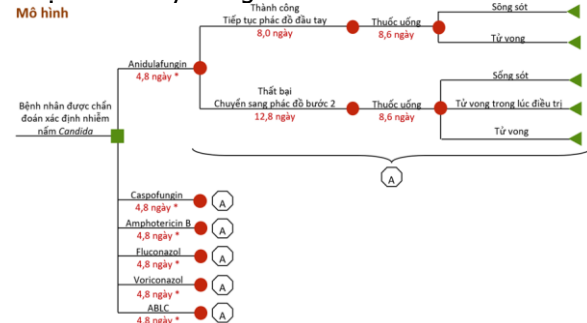 Mô hình
Thành công
Tiếp tục phác đồ đầu tay
8,0 ngày
Thuốc uống
8,6 ngày
Sống sót
Tử vong
Anidulafungin
4,8 ngày *
Bệnh nhân được chẩn
đoán xác định nhiễm
nấm Candida
Thất bại
Chuyển sang phác đồ bước 2
12,8 ngày
Thuốc uống
8,6 ngày
Sống sót
Tử vong trong lúc điều trị
Tử vong
A
Caspofungin
4,8 ngày *
A
Amphotericin B
4,8 ngày *
A
Fluconazol
4,8 ngày *
A
Voriconazol
4,8 ngày *
A
ABLC
4,8 ngày *
A